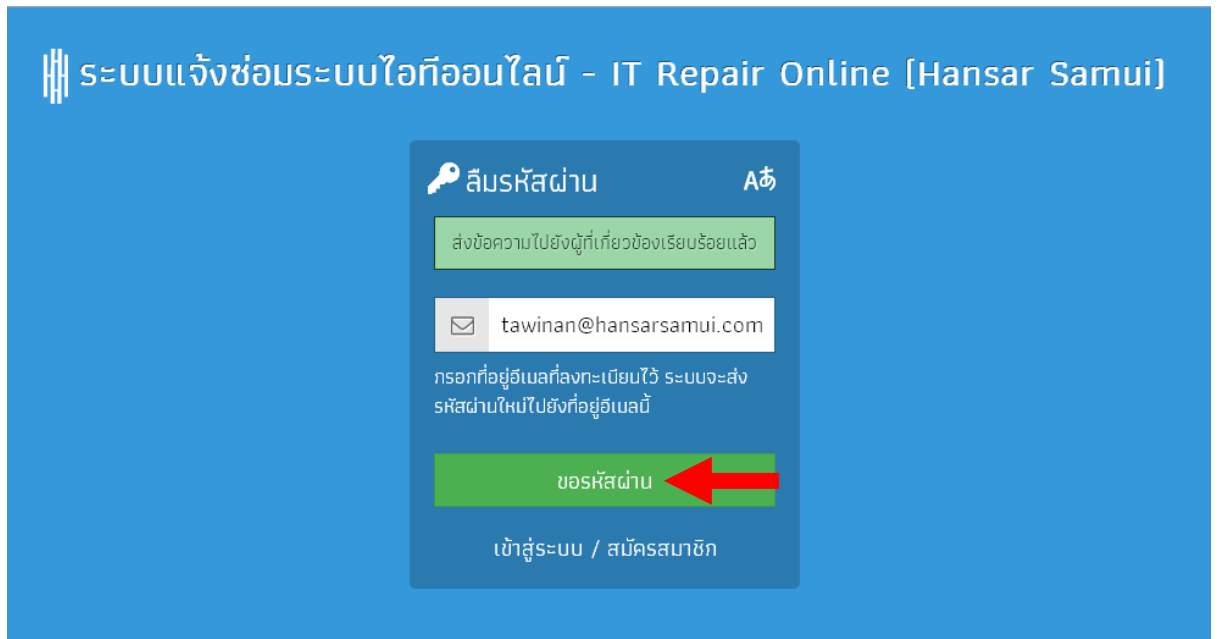 ระบบแจ้งซ่อมระบบไอทีออนไลน์ - IT Repair Online [Hansar Samui]
ลืมรหัสผ่าน Aあ
ส่งข้อความไปยังผู้ที่เกี่ยวข้องเรียบร้อยแล้ว
tawinan@hansarsamui.com
กรอกที่อยู่อีเมลที่ลงทะเบียนไว้ ระบบจะส่ง
รหัสผ่านใหม่ไปยังที่อยู่อีเมลนี้
ขอรหัสผ่าน
เข้าสู่ระบบ / สมัครสมาชิก